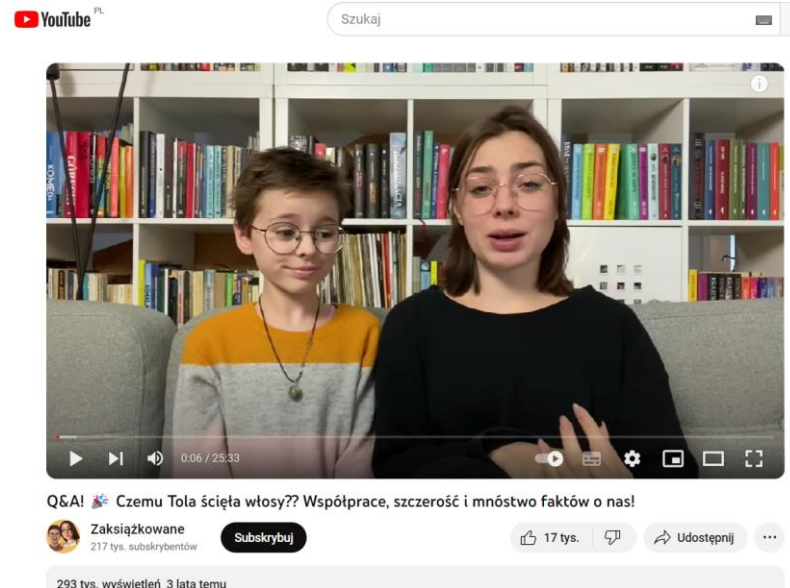 YouTube PL
Szukaj
0:06 / 25:33
Q&A! 🎉 Czemu Tola ścięła włosy?? Współprace, szczerość i mnóstwo faktów o nas!
Zaksiążkowane
217 tys. subskrybentów
Subskrybuj
17 tys.
Udostępnij
293 tys. wyświetleń 3 lata temu